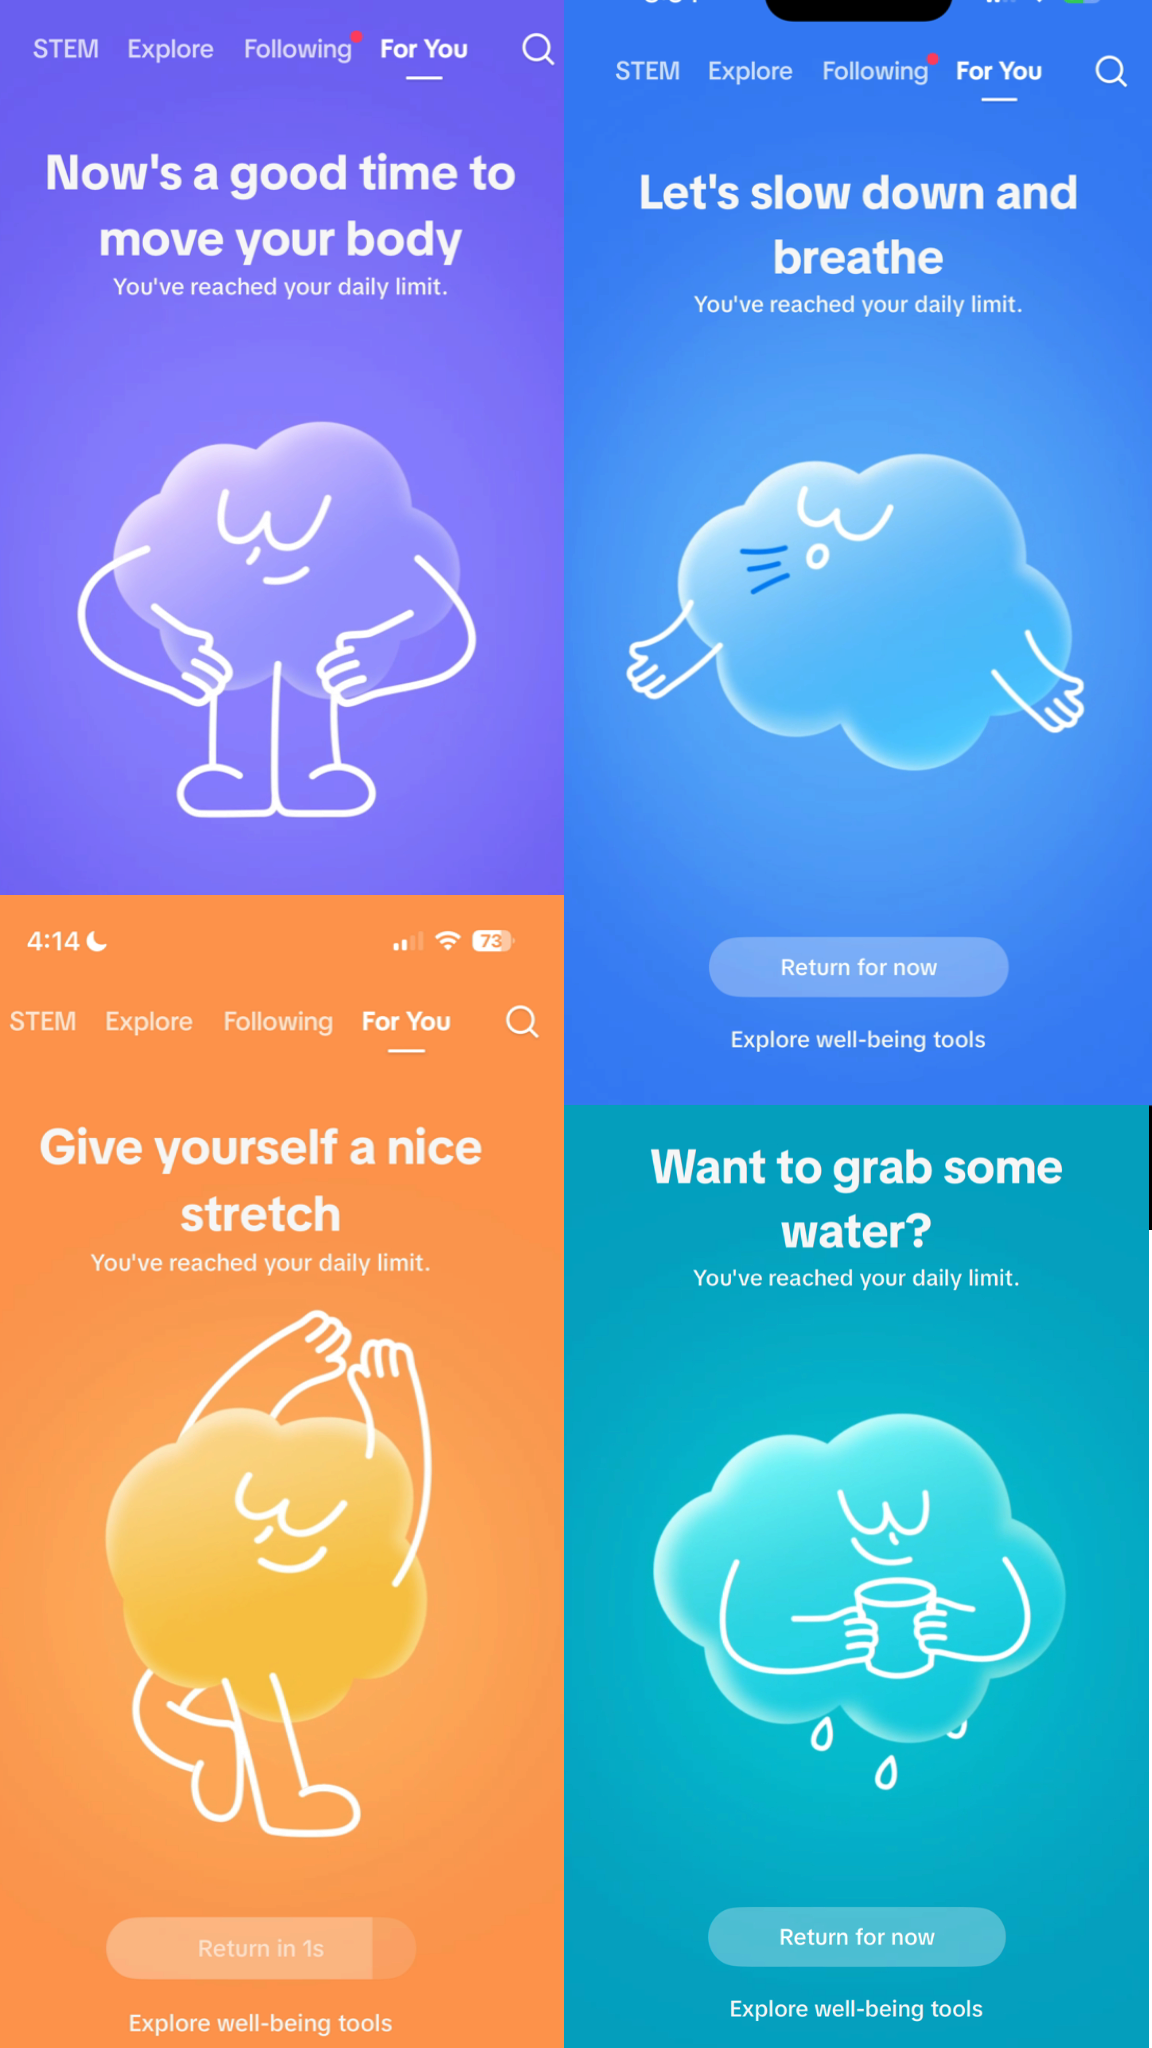 STEM Explore Following For You
Now's a good time to
move your body
You've reached your daily limit.
STEM Explore Following For You
Let's slow down and
breathe
You've reached your daily limit.
Return for now
Explore well-being tools
4:14 73
STEM Explore Following For You
Give yourself a nice
stretch
You've reached your daily limit.
Return in 1s
Explore well-being tools
Want to grab some
water?
You've reached your daily limit.
Return for now
Explore well-being tools